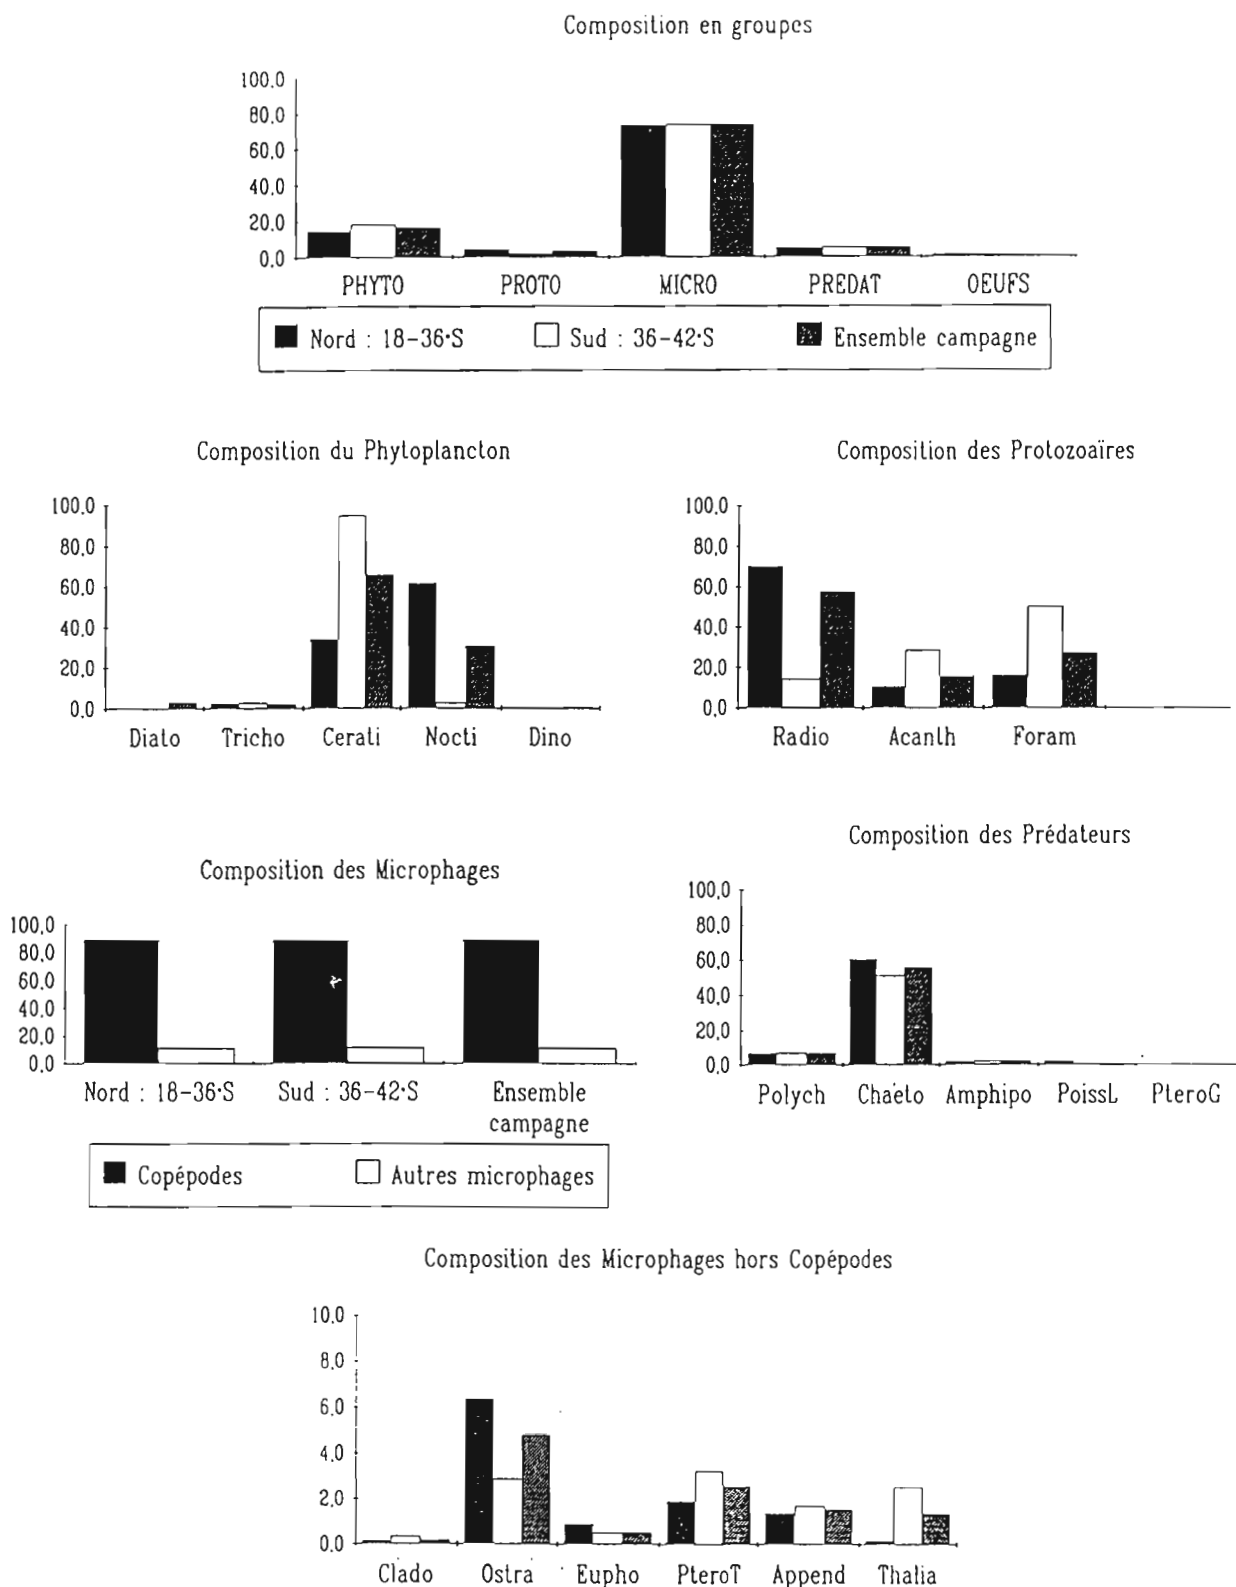 Composition en groupes
100.0
80.0
60.0
40.0
20.0
0.0
PHYTO PROTO MICRO PREDAT OEUFS
Nord : 18-36°S Sud : 36-42°S Ensemble campagne
Composition du Phytoplancton
100.0
80.0
60.0
40.0
20.0
0.0
Diato Tricho Cerati Nocti Dino
Composition des Protozoaïres
100.0
80.0
60.0
40.0
20.0
0.0
Radio Acanth Foram
Composition des Microphages
100.0
80.0
60.0
40.0
20.0
0.0
Nord : 18-36°S Sud : 36-42°S Ensemble
campagne
Copépodes Autres microphages
Composition des Prédateurs
100.0
80.0
60.0
40.0
20.0
0.0
Polych Chaeto Amphipo PoissL PteroG
Composition des Microphages hors Copépodes
10.0
8.0
6.0
4.0
2.0
0.0
Clado Ostra Eupho PteroT Append Thalia